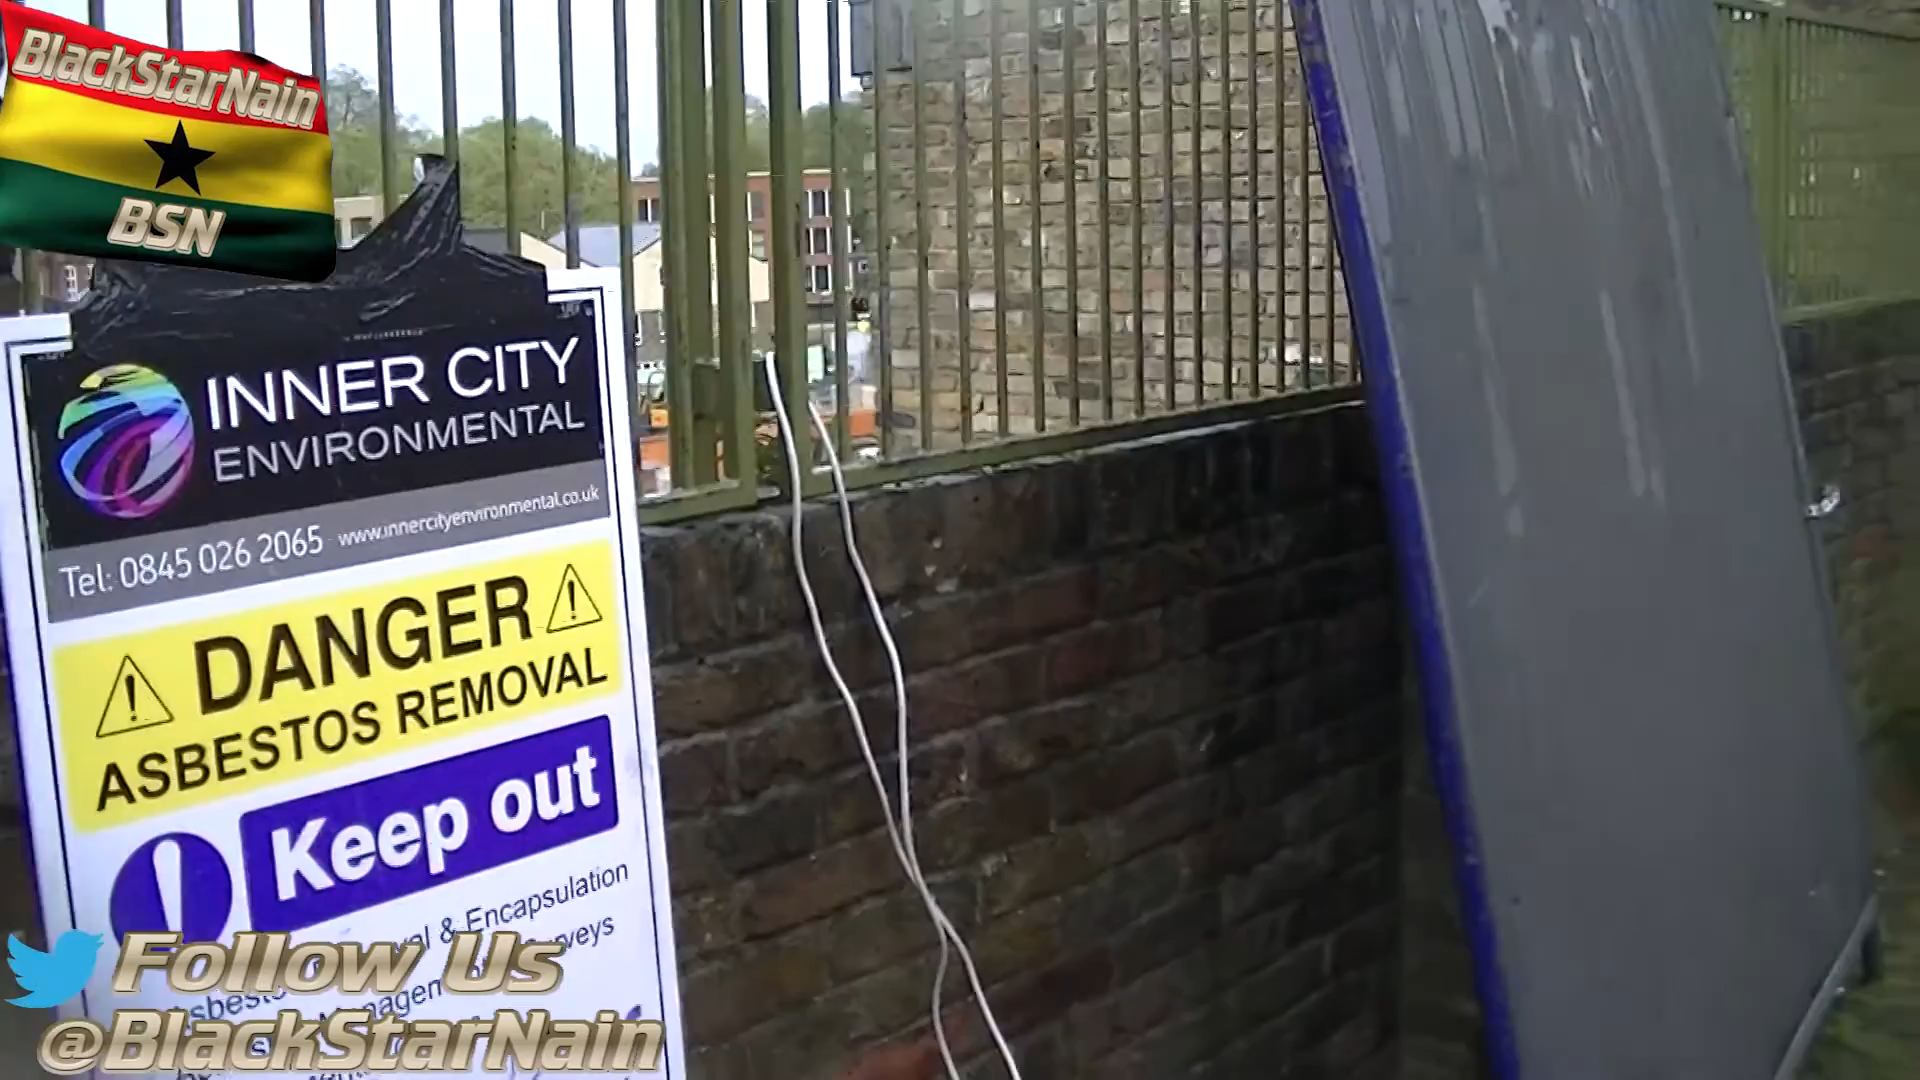 BlackStarNain
BSN
INNER CITY
ENVIRONMENTAL
Tel: 0845 026 2065 www.innercityenvironmental.co.uk
DANGER
ASBESTOS REMOVAL
Keep out
& Encapsulation
Follow Us
@BlackStarNain